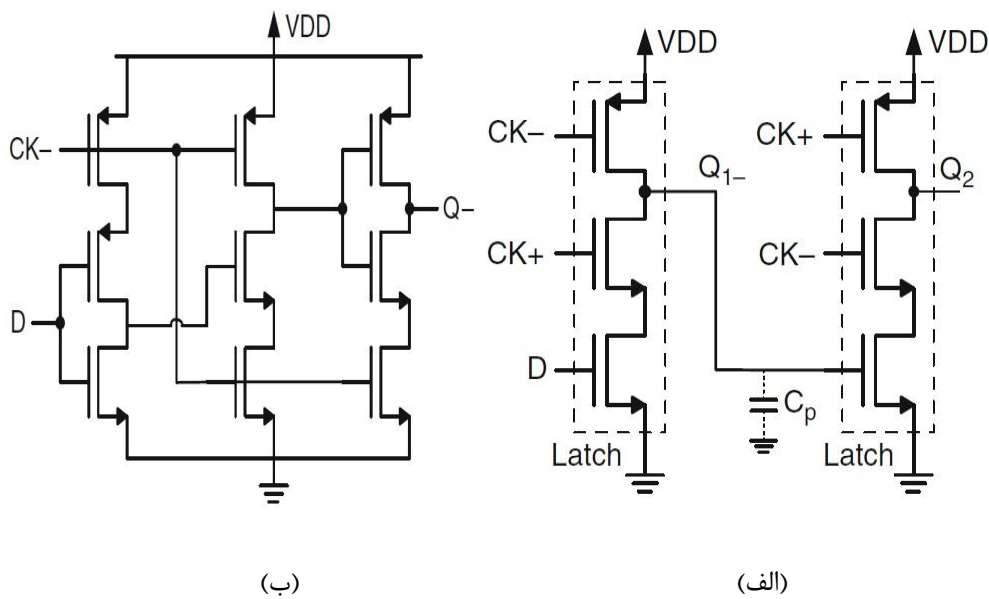 VDD
CK−
D
Q−
(ب)
VDD
VDD
CK−
CK+
Q1−
Q2
CK+
CK−
D
Cp
Latch
Latch
(الف)